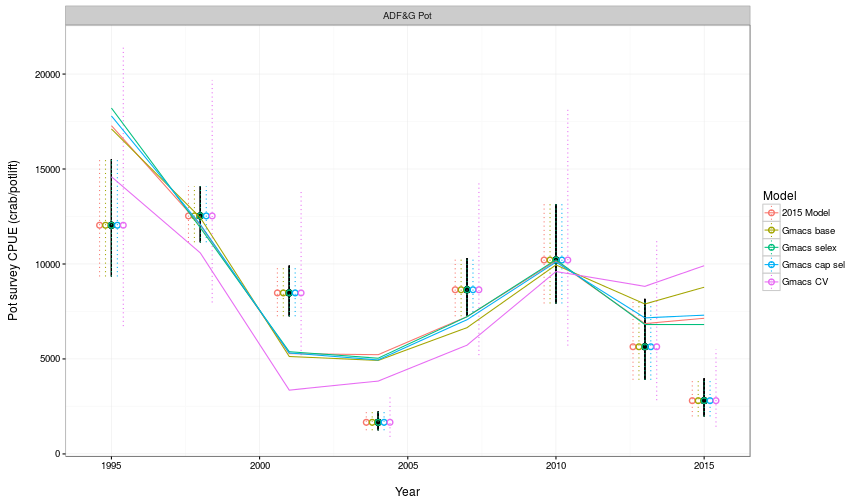 ADF&G Pot
Pot survey CPUE (crab/potlift)
20000
15000
10000
5000
0
1995
2000
2005
2010
2015
Year
Model
2015 Model
Gmacs base
Gmacs selex
Gmacs cap sel
Gmacs CV